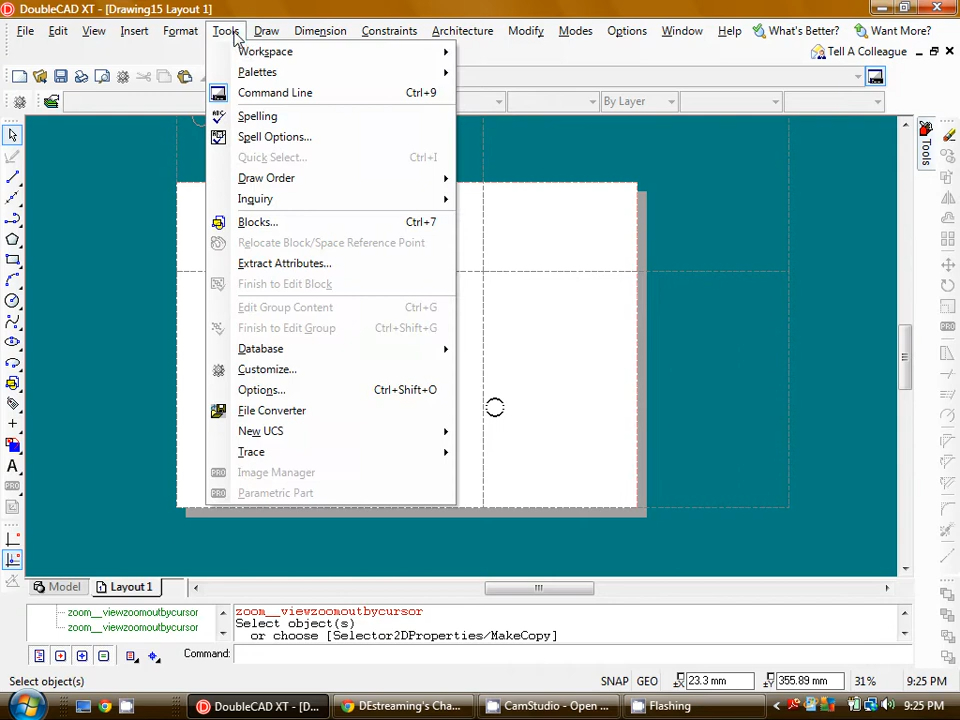 DoubleCAD XT - [Drawing15 Layout 1]
File Edit View Insert Format Tools Draw Dimension Constraints Architecture Modify Modes Options Window Help What's Better? Want More?
Tell A Colleague
By Layer
Workspace
Palettes
Command Line Ctrl+9
Spelling
Spell Options...
Quick Select... Ctrl+I
Draw Order
Inquiry
Blocks... Ctrl+7
Relocate Block/Space Reference Point
Extract Attributes...
Finish to Edit Block
Edit Group Content Ctrl+G
Finish to Edit Group Ctrl+Shift+G
Database
Customize...
Options... Ctrl+Shift+O
File Converter
New UCS
Trace
PRO Image Manager
PRO Parametric Part
Tools
Model Layout 1
zoom__viewzoomoutbycursor
zoom__viewzoomoutbycursor
zoom__viewzoomoutbycursor
Select object(s)
or choose [Selector2DProperties/MakeCopy]
Command:
Select object(s) SNAP GEO X 23.3 mm Y 355.89 mm 31% 9:25 PM
DoubleCAD XT - [D... DEstreaming's Cha... CamStudio - Open ... Flashing 9:25 PM